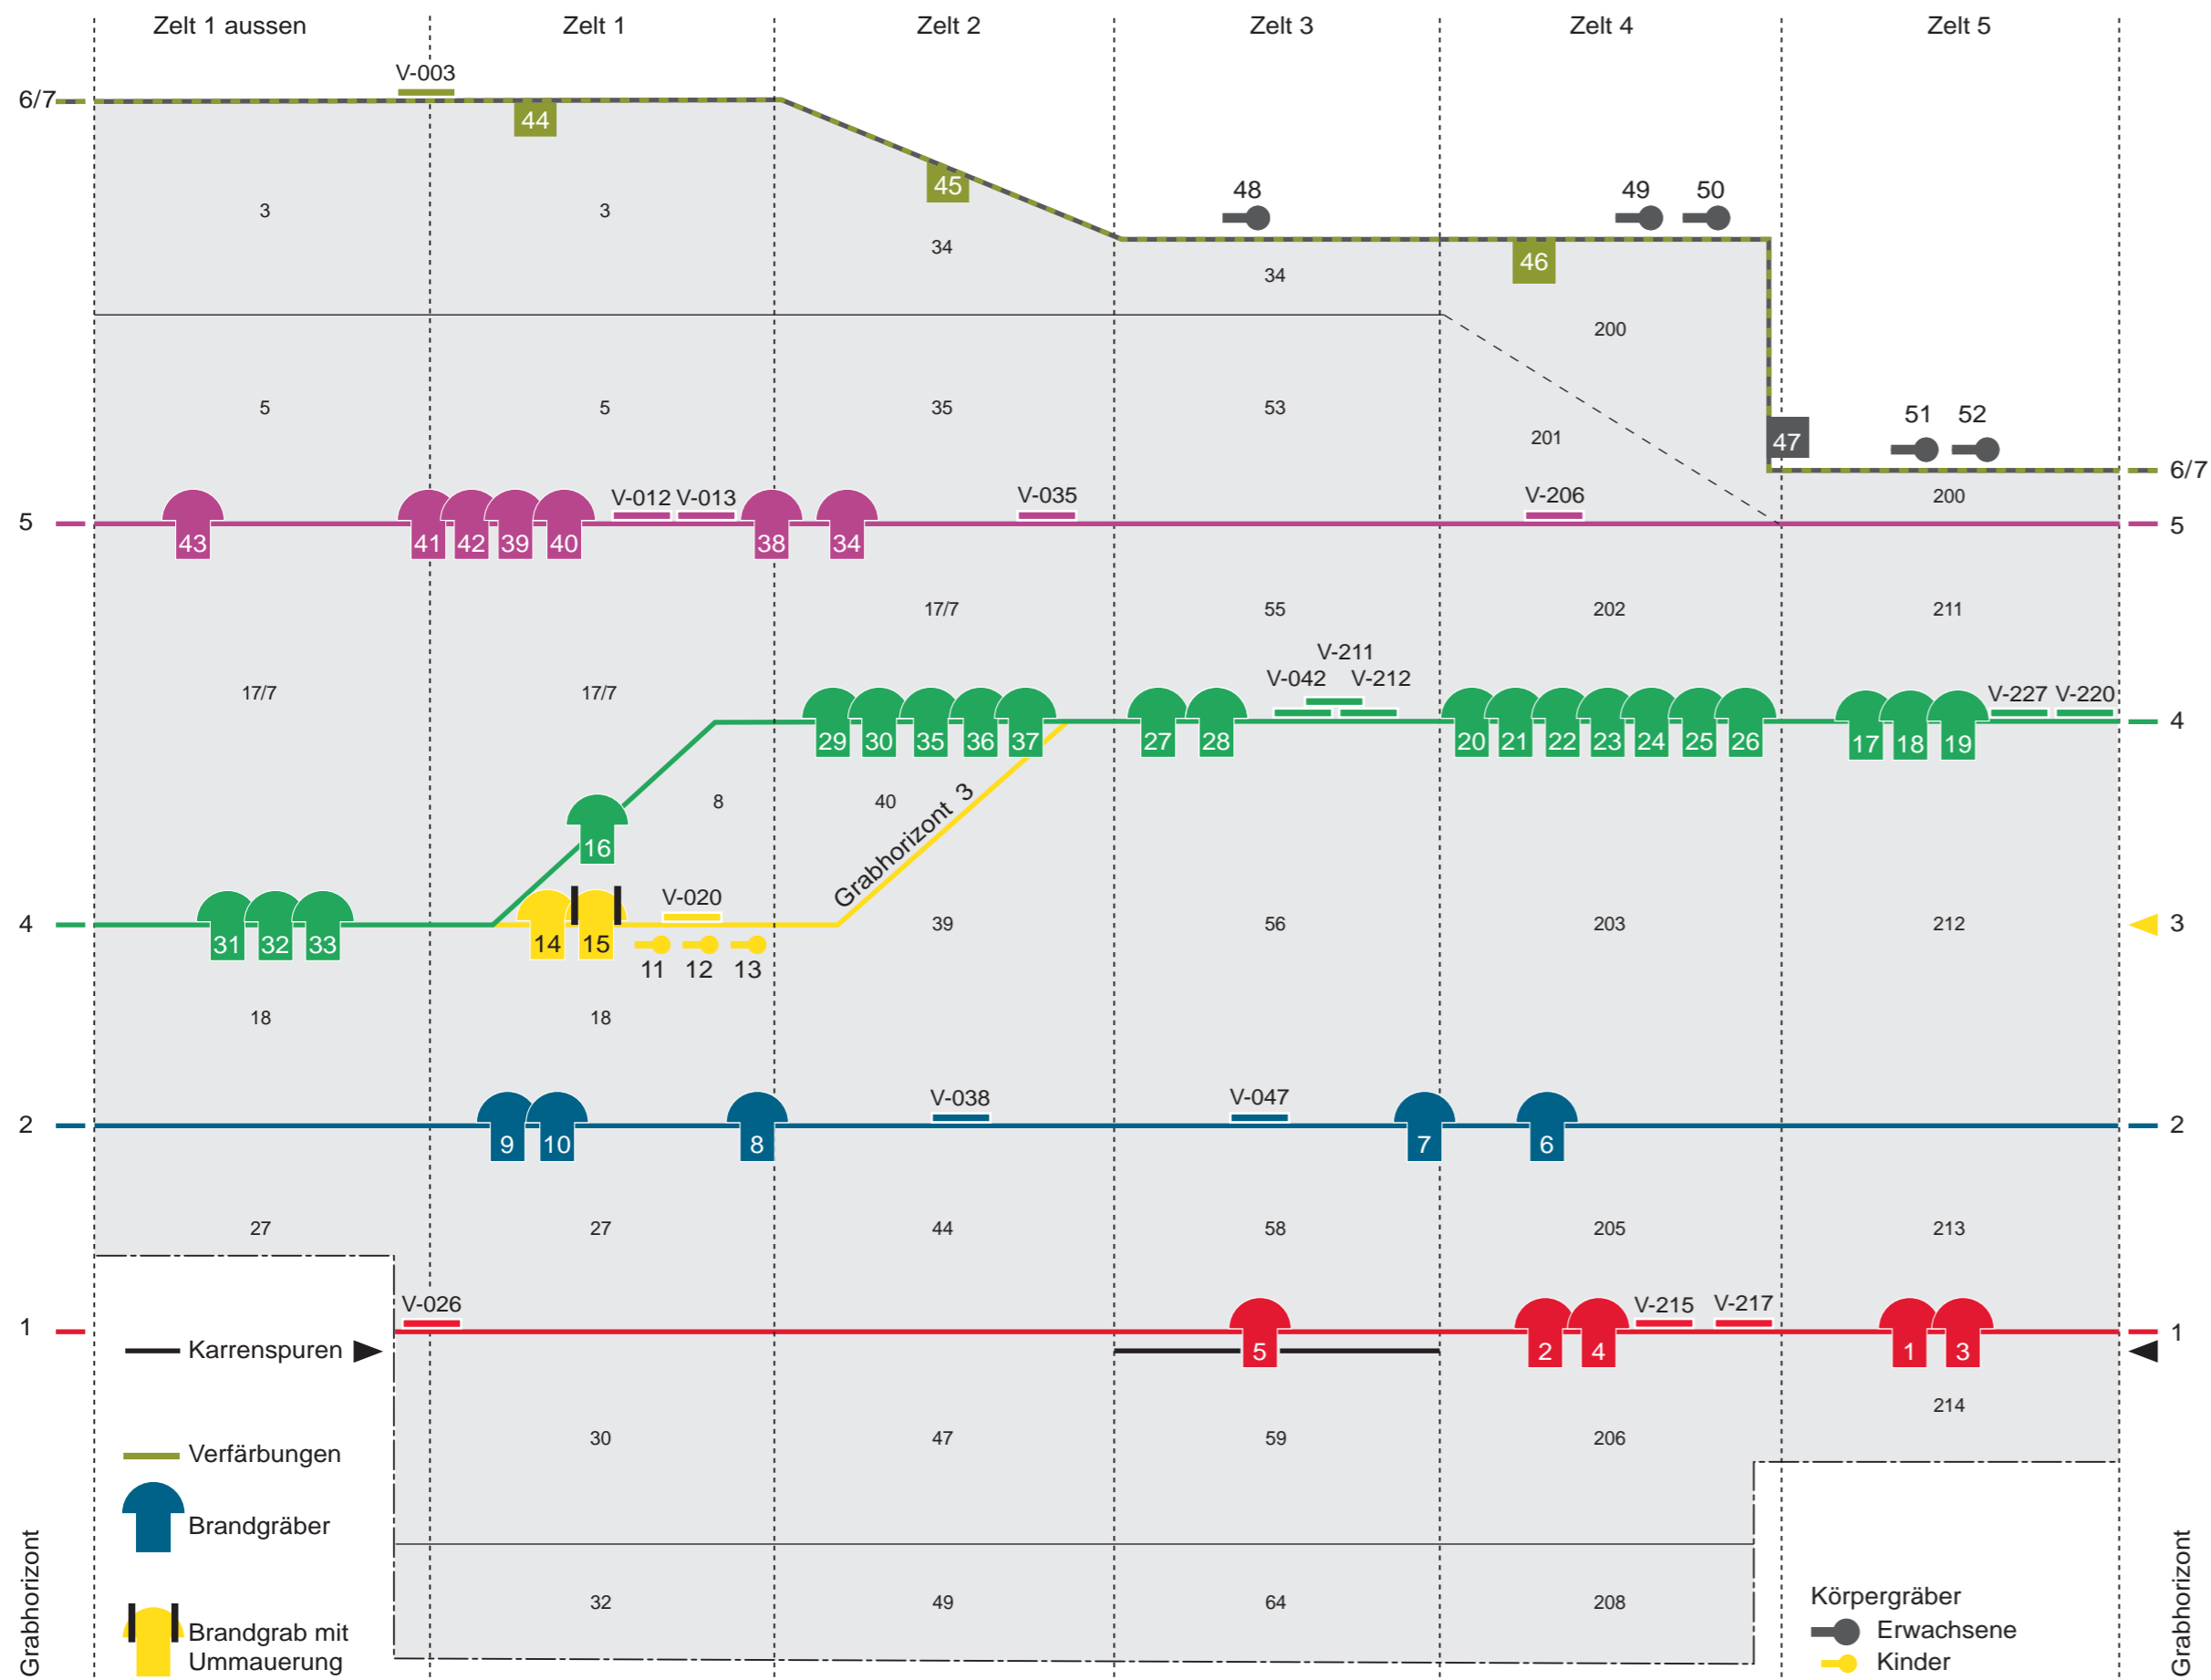 Zelt 1 aussen Zelt 1 Zelt 2 Zelt 3 Zelt 4 Zelt 5
V-003
6/7
44
45
48 49 50
3 3 34
34 46
200
5 5 35 53
201
47
51 52
6/7
200
5 43 41 42 39 40 V-012 V-013 38 34 V-035 V-206 5
17/7 55 202 211
V-211
V-042 V-212
17/7 17/7
V-227 V-220
29 30 35 36 37 27 28 20 21 22 23 24 25 26 17 18 19 4
8 40
Grabhorizont 3
16
V-020
4 31 32 33 14 15 39 56 203 212 3
11 12 13
18 18
V-038 V-047
2 9 10 8 7 6 2
27 27 44 58 205 213
V-026 V-215 V-217
1 1
Karrenspuren 5 2 4 1 3
214
30 47 59 206
Verfärbungen
Brandgräber
32 49 64 208
Brandgrab mit
Ummauerung
Körpergräber
Erwachsene
Kinder
Grabhorizont
Grabhorizont